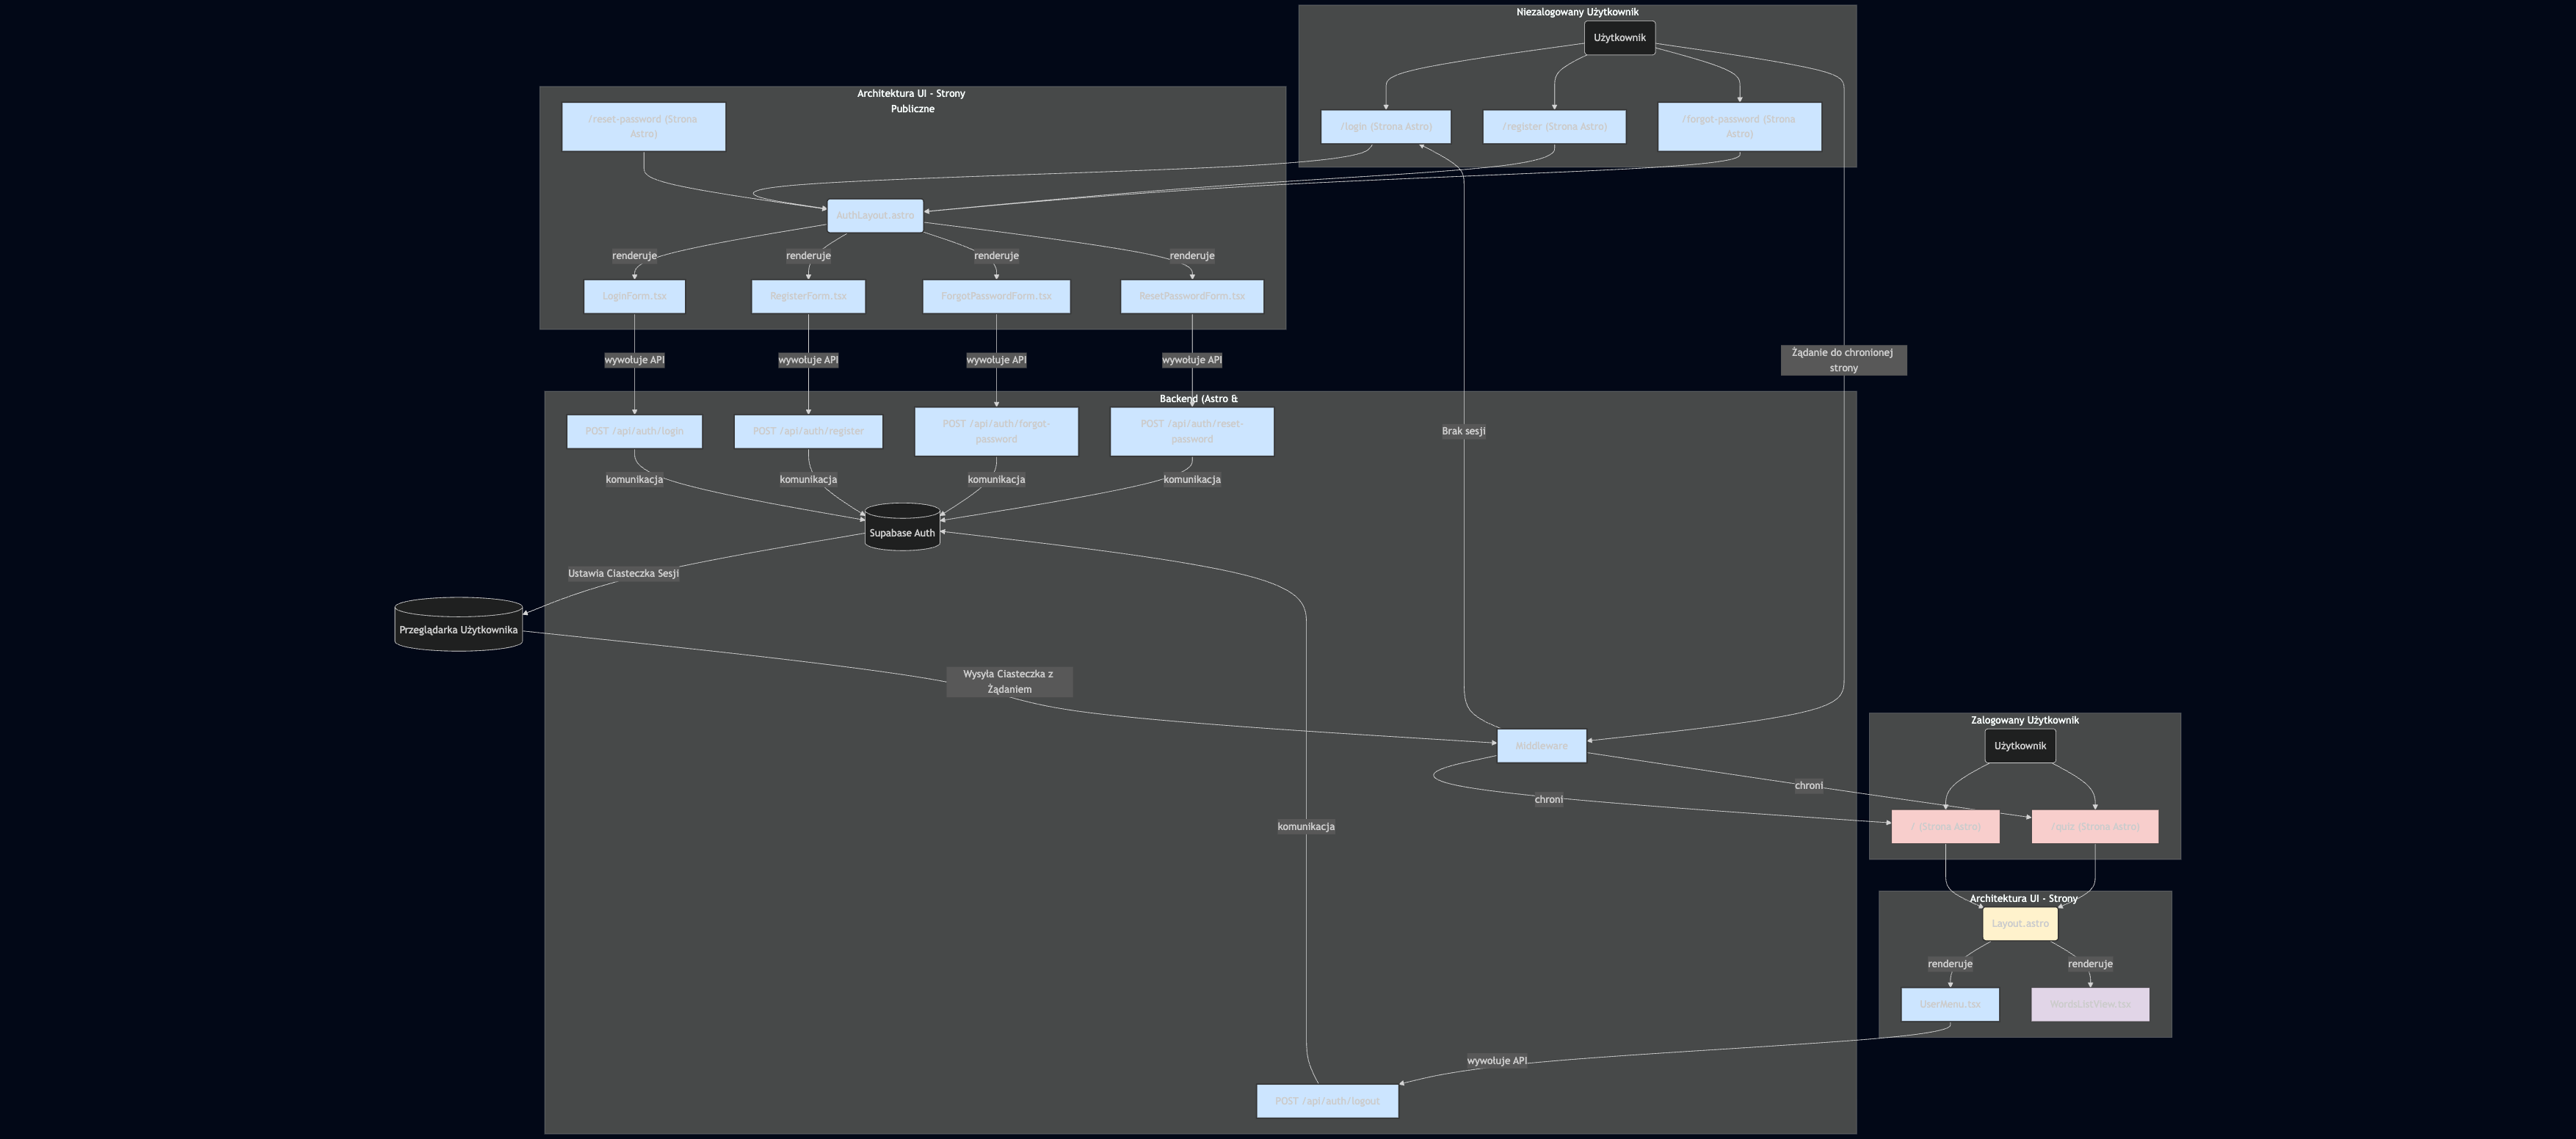 Niezalogowany Użytkownik
Użytkownik
Architektura UI - Strony
Publiczne
/reset-password (Strona
Astro)
/login (Strona Astro)
/register (Strona Astro)
/forgot-password (Strona
Astro)
AuthLayout.astro
renderuje
renderuje
renderuje
renderuje
LoginForm.tsx
RegisterForm.tsx
ForgotPasswordForm.tsx
ResetPasswordForm.tsx
wywołuje API
wywołuje API
wywołuje API
wywołuje API
Żądanie do chronionej
strony
Backend (Astro &
POST /api/auth/login
POST /api/auth/register
POST /api/auth/forgot-
password
POST /api/auth/reset-
password
Brak sesji
komunikacja
komunikacja
komunikacja
komunikacja
Supabase Auth
Ustawia Ciasteczka Sesji
Przeglądarka Użytkownika
Wysyła Ciasteczka z
Żądaniem
Middleware
Zalogowany Użytkownik
Użytkownik
chroni
chroni
komunikacja
/ (Strona Astro)
/quiz (Strona Astro)
Architektura UI - Strony
Layout.astro
renderuje
renderuje
UserMenu.tsx
WordsListView.tsx
wywołuje API
POST /api/auth/logout